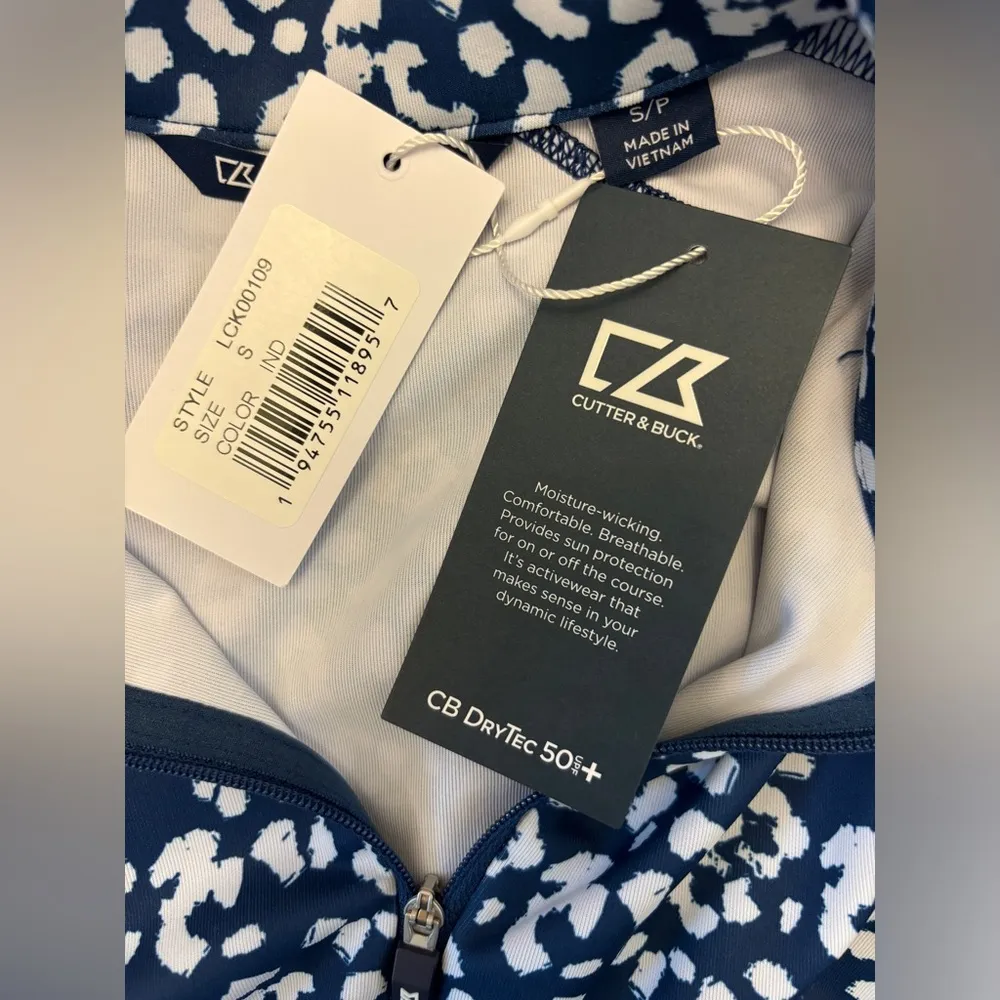 S/P
MADE IN
VIETNAM
STYLE LCK00109
SIZE S
COLOR IND
1 94755 11895 7
CUTTER & BUCK®
Moisture-wicking.
Comfortable. Breathable.
Provides sun protection
for on or off the course.
It's activewear that
makes sense in your
dynamic lifestyle.
CB DRYTEC 50 UPF +